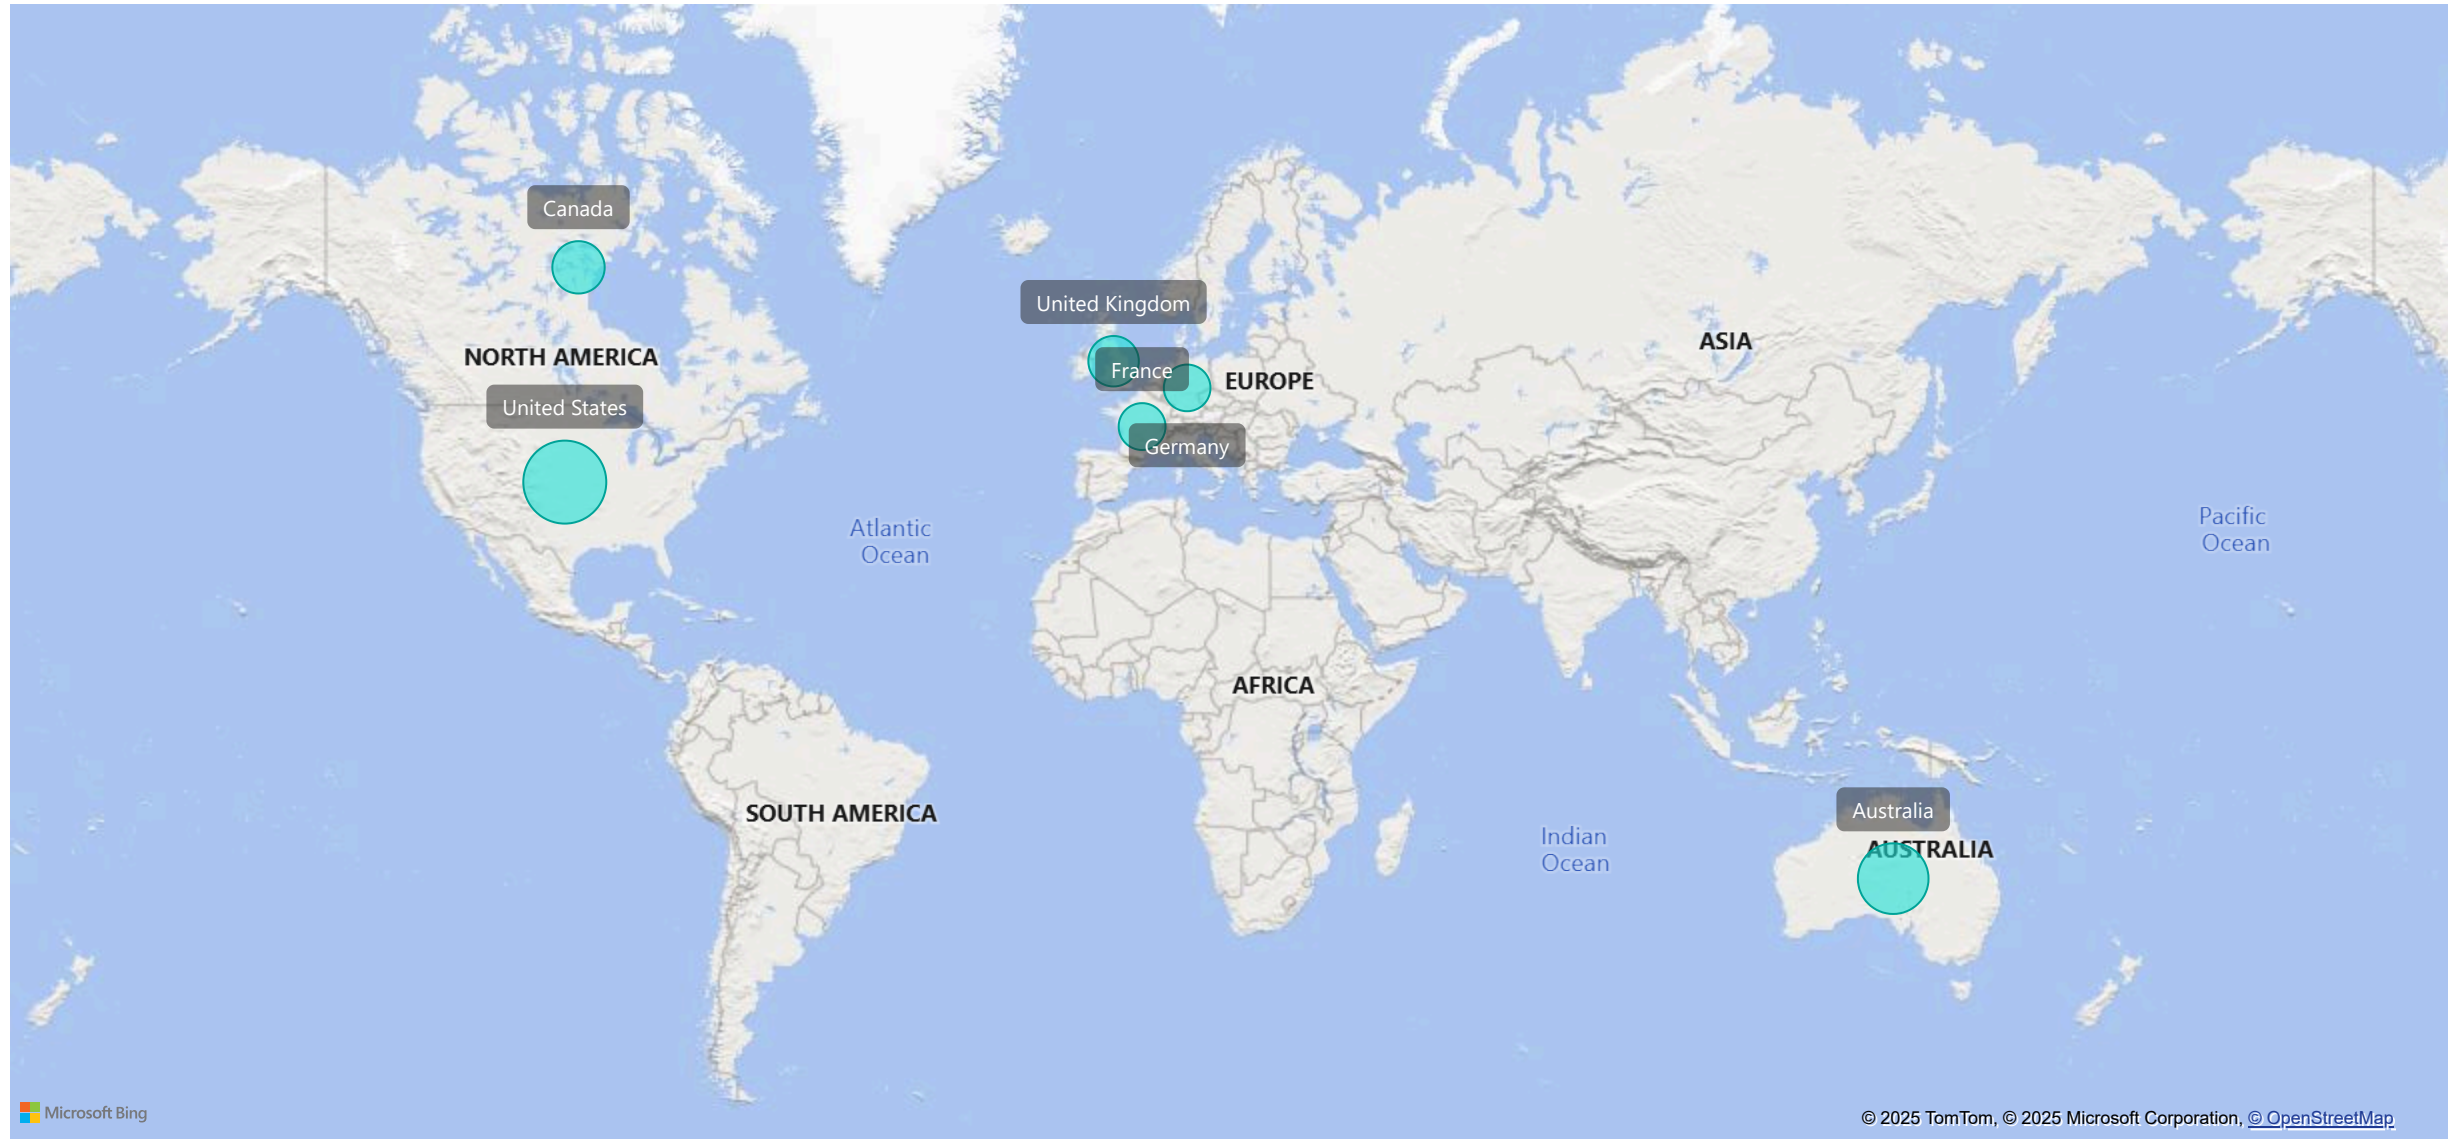 Canada
United Kingdom
NORTH AMERICA
ASIA
France
EUROPE
United States
Germany
Atlantic
Ocean
Pacific
Ocean
AFRICA
SOUTH AMERICA
Australia
Indian
Ocean
AUSTRALIA
Microsoft Bing
© 2025 TomTom, © 2025 Microsoft Corporation, © OpenStreetMap